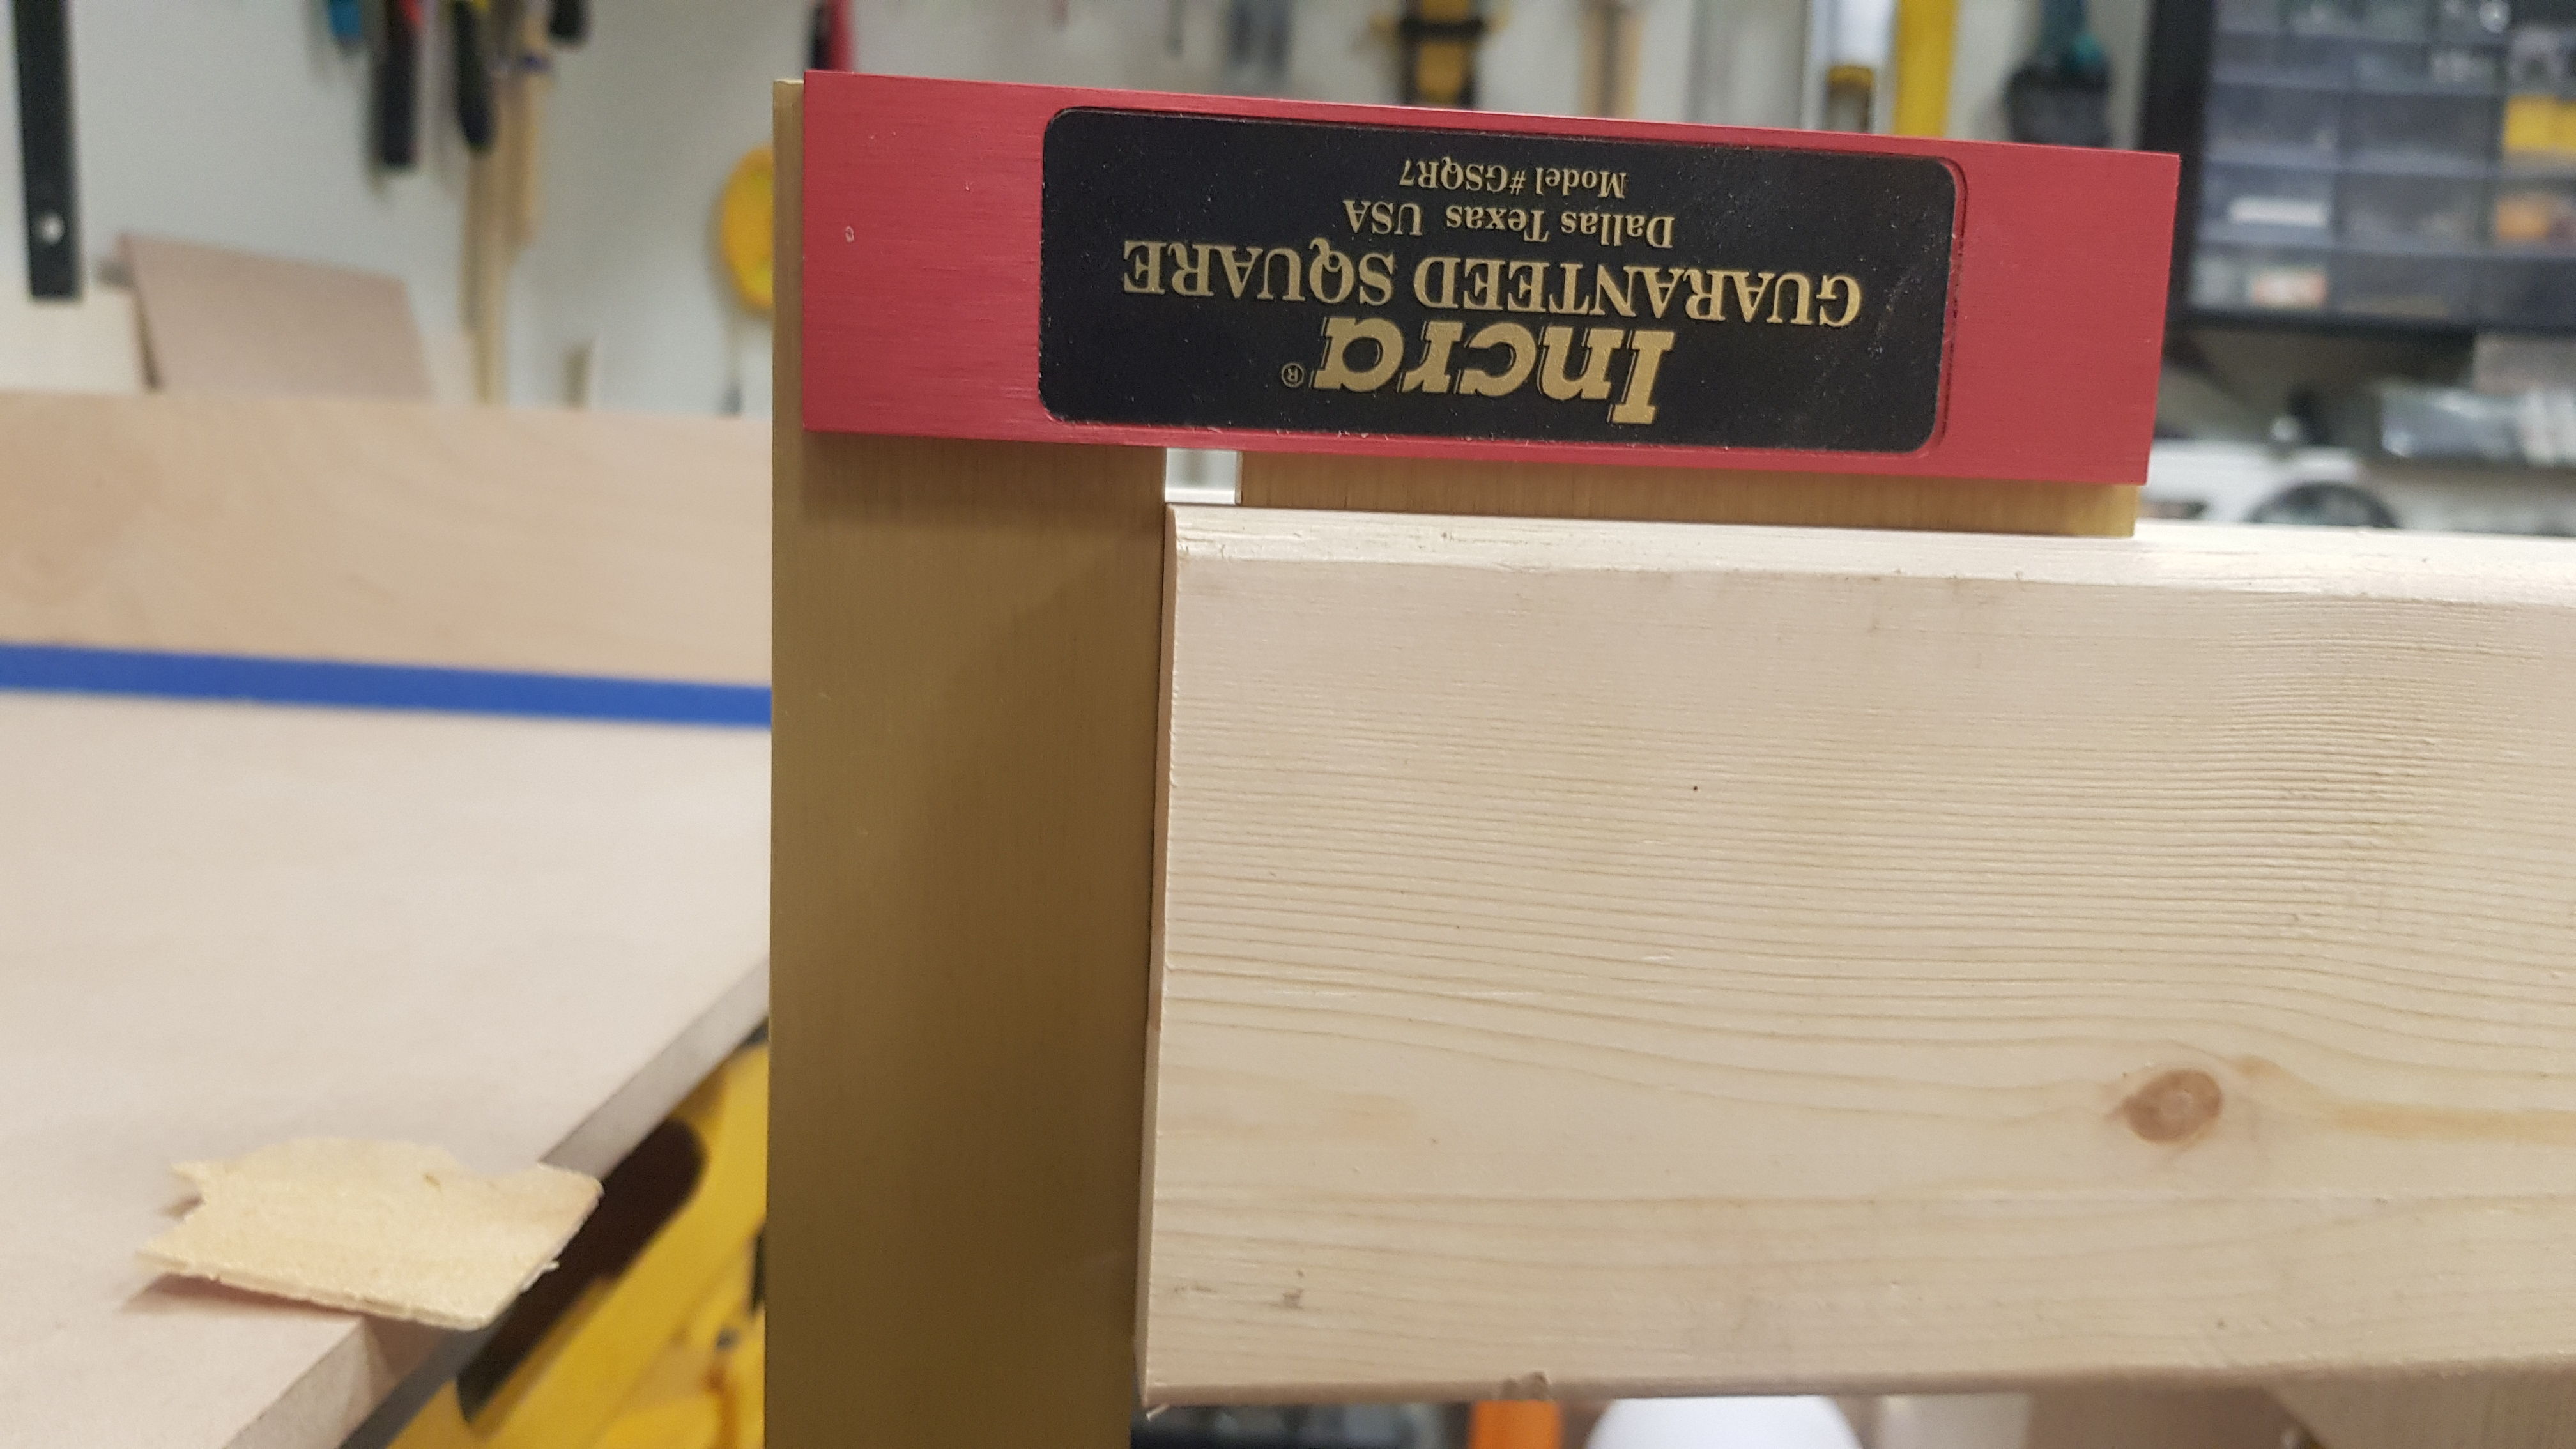 Incra®
GUARANTEED SQUARE
Dallas Texas USA
Model #GSQR7